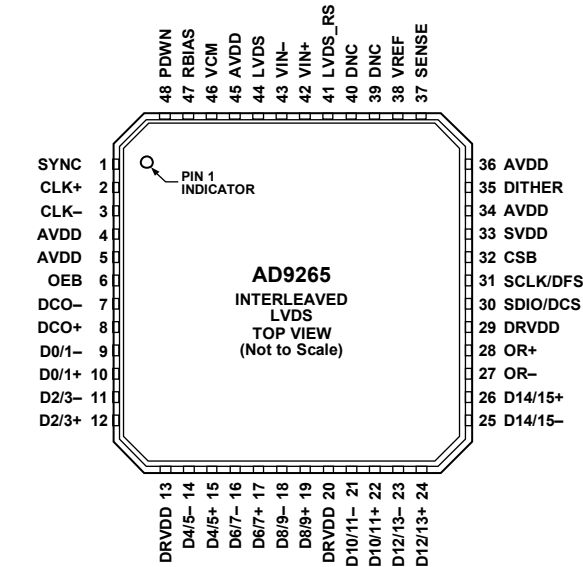 48 PDWN
47 RBIAS
46 VCM
45 AVDD
44 LVDS
43 VIN–
42 VIN+
41 LVDS_RS
40 DNC
39 DNC
38 VREF
37 SENSE
SYNC 1
CLK+ 2
CLK– 3
AVDD 4
AVDD 5
OEB 6
DCO– 7
DCO+ 8
D0/1– 9
D0/1+ 10
D2/3– 11
D2/3+ 12
PIN 1
INDICATOR
AD9265
INTERLEAVED
LVDS
TOP VIEW
(Not to Scale)
36 AVDD
35 DITHER
34 AVDD
33 SVDD
32 CSB
31 SCLK/DFS
30 SDIO/DCS
29 DRVDD
28 OR+
27 OR–
26 D14/15+
25 D14/15–
DRVDD 13
D4/5– 14
D4/5+ 15
D6/7– 16
D6/7+ 17
D8/9– 18
D8/9+ 19
DRVDD 20
D10/11– 21
D10/11+ 22
D12/13– 23
D12/13+ 24